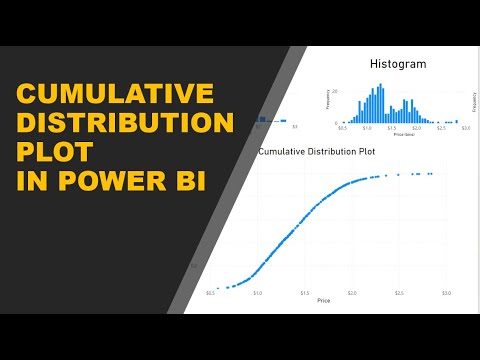 CUMULATIVE
DISTRIBUTION
PLOT
IN POWER BI
Histogram
Frequency
20
0
$0.5 $1.0 $1.5 $2.0 $2.5 $3.0
Price (bins)
Frequency
$3
Cumulative Distribution Plot
$0.5 $1.0 $1.5 $2.0 $2.5 $3.0
Price